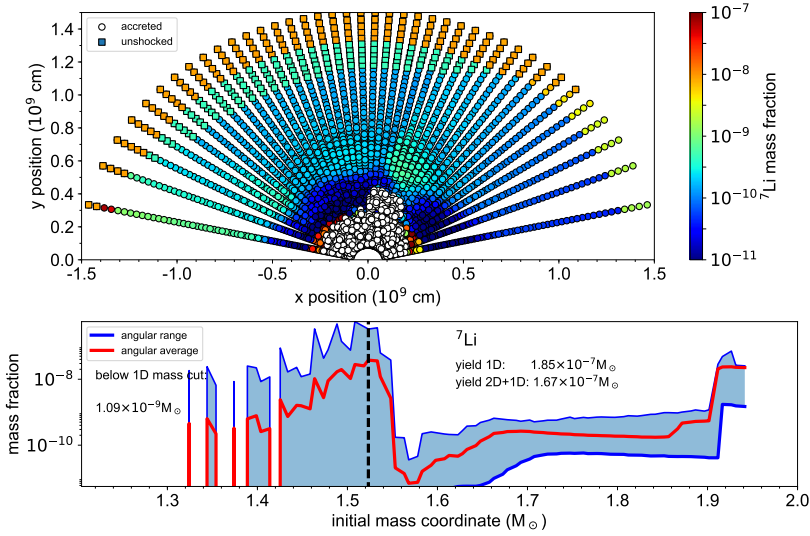 accreted
unshocked
1.4
1.2
1.0
0.8
0.6
0.4
0.2
0.0
y position (10⁹ cm)
-1.5 -1.0 -0.5 0.0 0.5 1.0 1.5
x position (10⁹ cm)
10⁻⁷
10⁻⁸
10⁻⁹
10⁻¹⁰
10⁻¹¹
⁷Li mass fraction
angular range
angular average
below 1D mass cut:
1.09×10⁻⁹M⊙
⁷Li
yield 1D: 1.85×10⁻⁷M⊙
yield 2D+1D: 1.67×10⁻⁷M⊙
10⁻⁸
10⁻¹⁰
mass fraction
1.3 1.4 1.5 1.6 1.7 1.8 1.9 2.0
initial mass coordinate (M⊙)